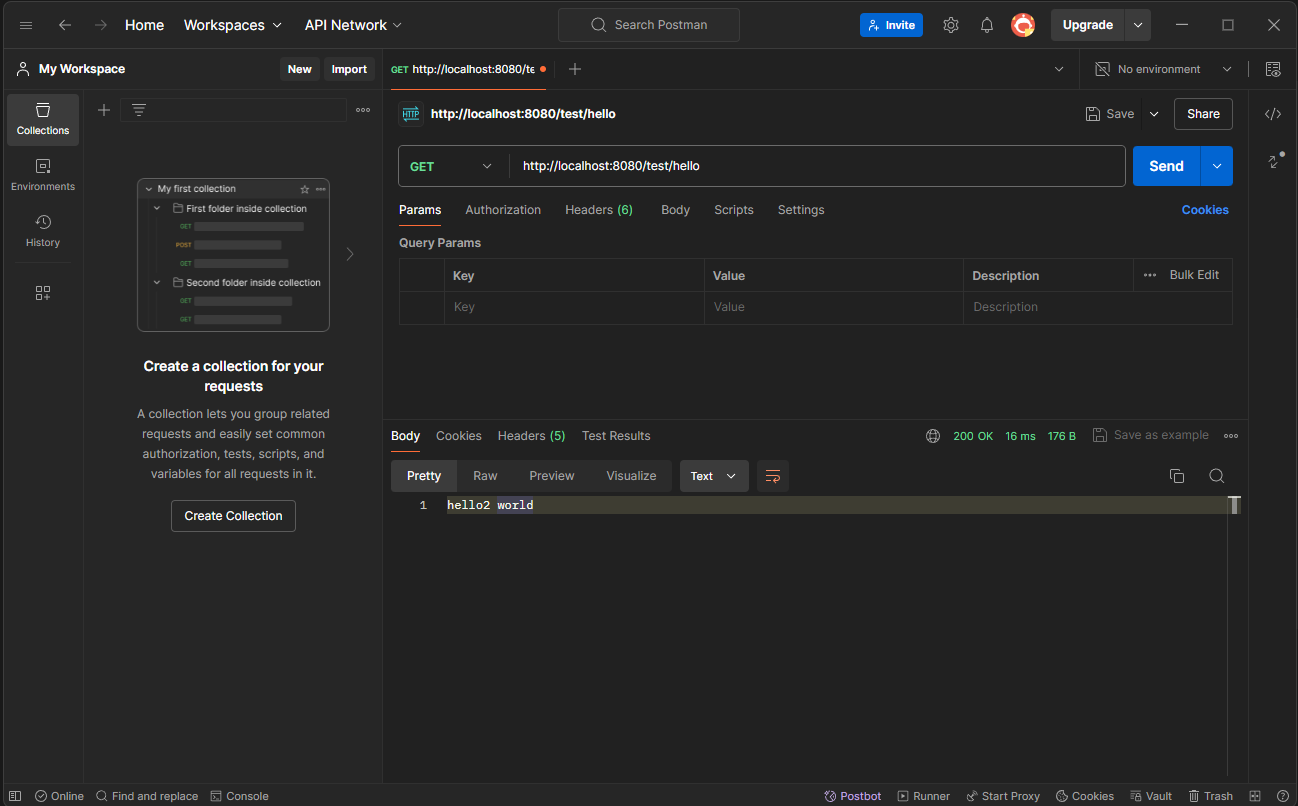 Home Workspaces API Network Search Postman Invite Upgrade
My Workspace New Import GET http://localhost:8080/te No environment
Collections
Environments
History
My first collection
First folder inside collection
GET
POST
GET
Second folder inside collection
GET
GET
Create a collection for your
requests
A collection lets you group related
requests and easily set common
authorization, tests, scripts, and
variables for all requests in it.
Create Collection
HTTP http://localhost:8080/test/hello Save Share
GET http://localhost:8080/test/hello Send
Params Authorization Headers (6) Body Scripts Settings Cookies
Query Params
Key Value Description Bulk Edit
Key Value Description
Body Cookies Headers (5) Test Results 200 OK 16 ms 176 B Save as example
Pretty Raw Preview Visualize Text
1 hello2 world
Online Find and replace Console Postbot Runner Start Proxy Cookies Vault Trash